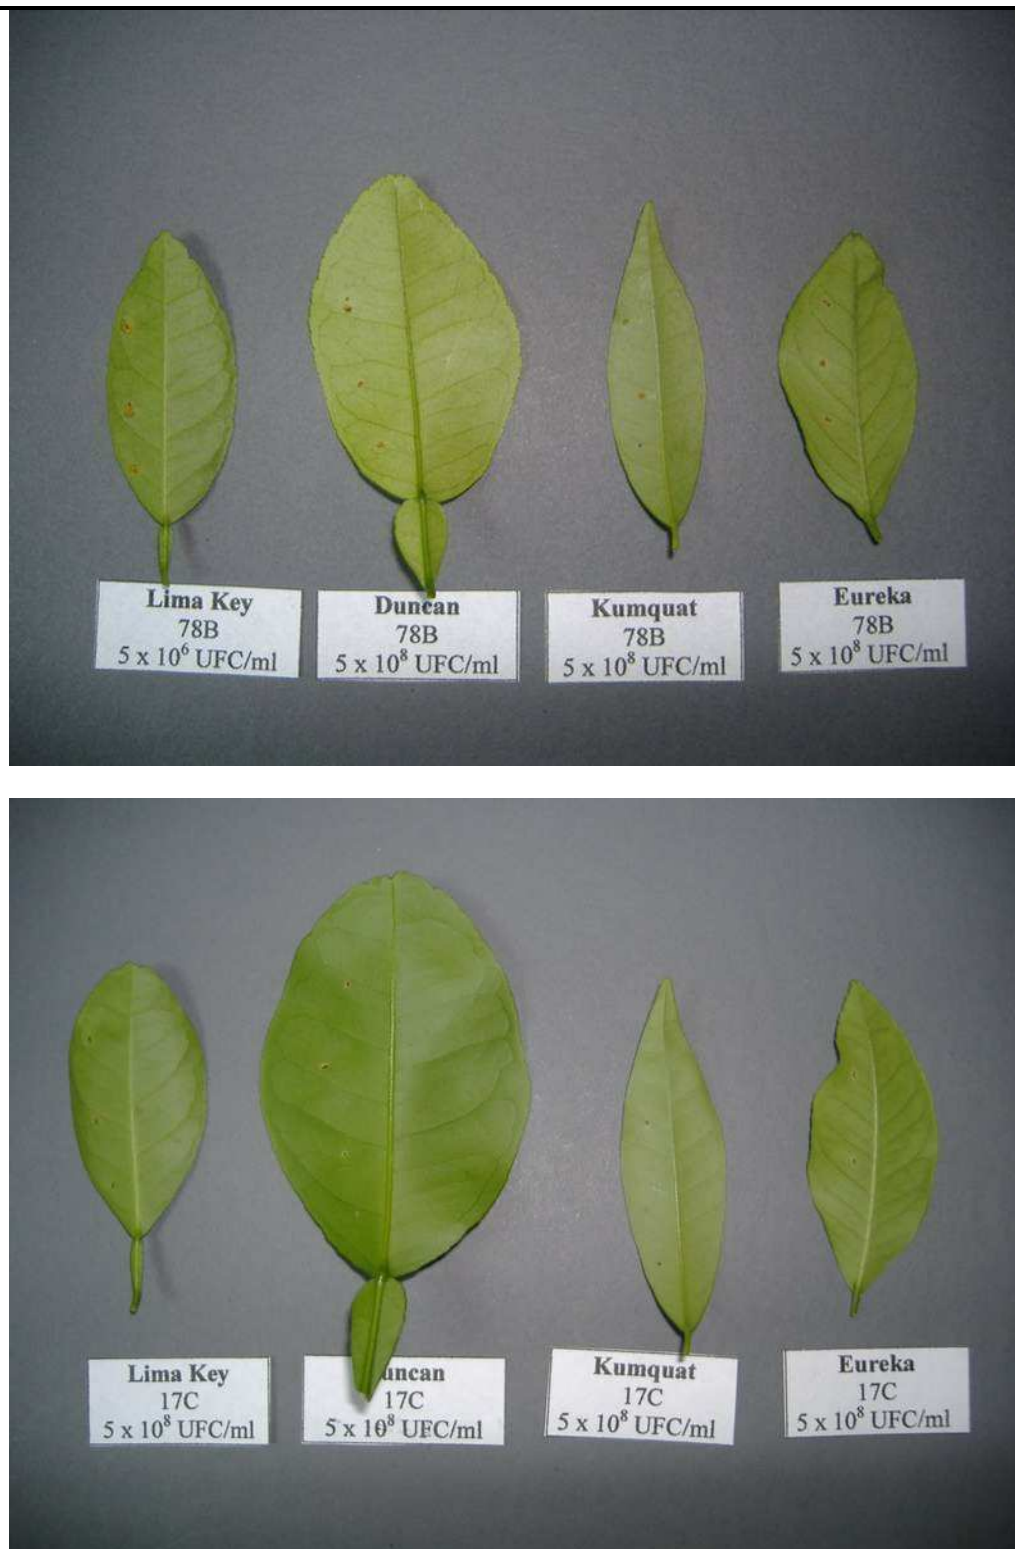 Lima Key
78B
5 x 10⁶ UFC/ml
Duncan
78B
5 x 10⁸ UFC/ml
Kumquat
78B
5 x 10⁸ UFC/ml
Eureka
78B
5 x 10⁸ UFC/ml
Lima Key
17C
5 x 10⁸ UFC/ml
uncan
17C
5 x 10⁸ UFC/ml
Kumquat
17C
5 x 10⁸ UFC/ml
Eureka
17C
5 x 10⁸ UFC/ml